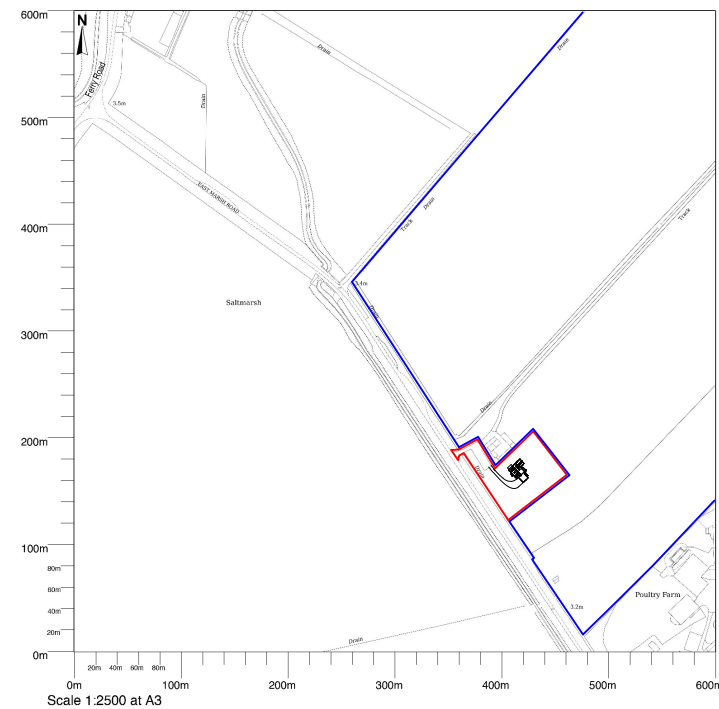 600m
N
Ferry Road
3.5m
Drain
Drain
Drain
500m
EAST MARSH ROAD
400m
Drain
Track
Track
3.4m
Saltmarsh
Drain
300m
Drain
200m
Drain
100m
80m
60m
40m
20m
0m
3.2m
Poultry Farm
Drain
20m 40m 60m 80m
0m 100m 200m 300m 400m 500m 600m
Scale 1:2500 at A3